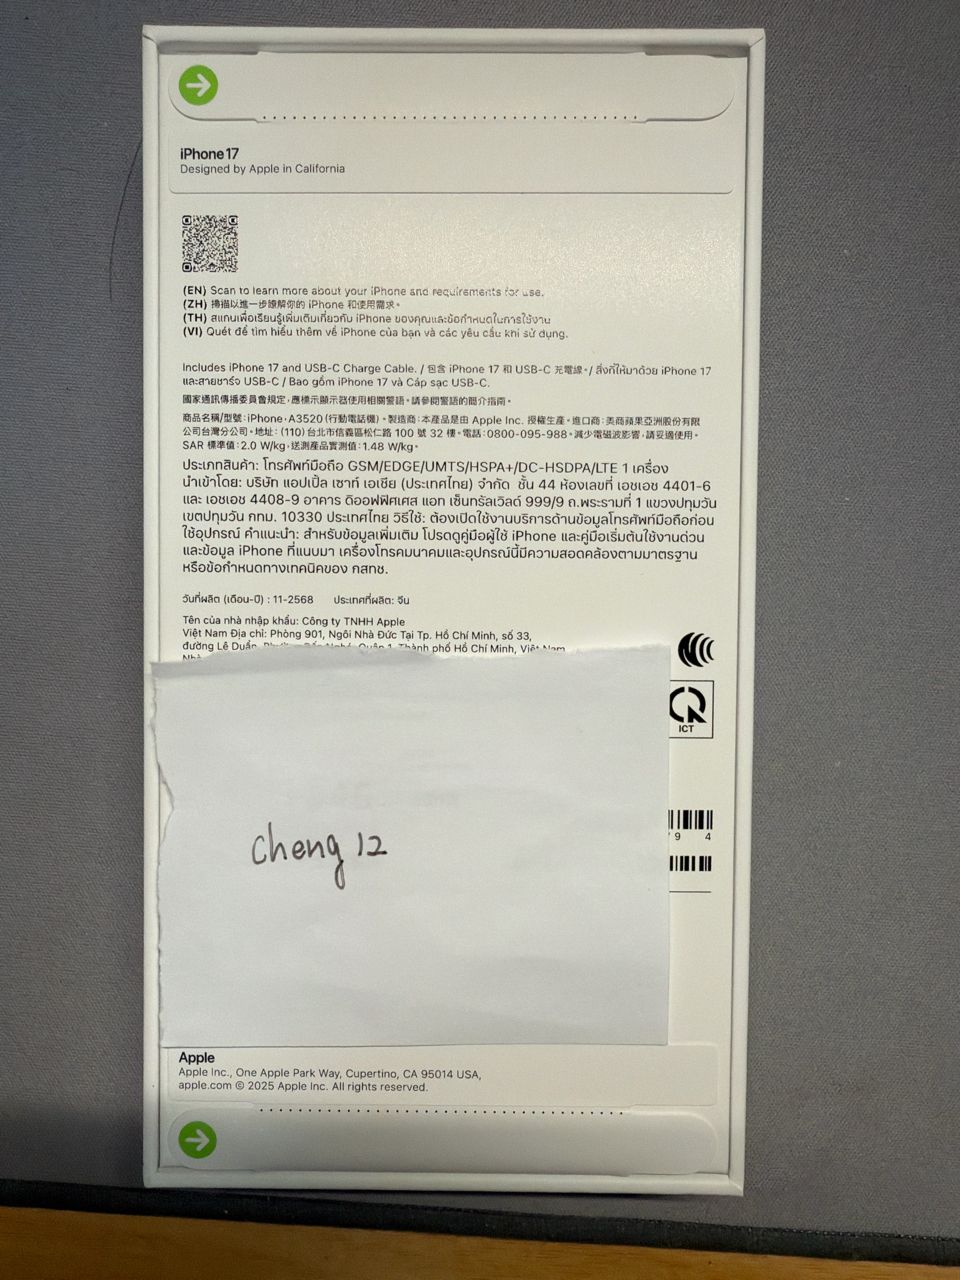 iPhone 17
Designed by Apple in California
(EN) Scan to learn more about your iPhone and requirements for use.
(ZH) 掃描以進一步瞭解你的 iPhone 和使用需求。
(TH) สแกนเพื่อเรียนรู้เพิ่มเติมเกี่ยวกับ iPhone ของคุณและข้อกำหนดในการใช้งาน
(VI) Quét để tìm hiểu thêm về iPhone của bạn và các yêu cầu khi sử dụng.
Includes iPhone 17 and USB-C Charge Cable. / 包含 iPhone 17 和 USB-C 充電線。/ สิ่งที่ให้มาด้วย iPhone 17
และสายชาร์จ USB-C / Bao gồm iPhone 17 và Cáp sạc USB-C.
國家通訊傳播委員會規定，應標示顯示器使用相關警語。請參閱警語的簡介指南。
商品名稱/型號：iPhone，A3520 (行動電話機)。製造商：本產品是由 Apple Inc. 授權生產。進口商：美商蘋果亞洲股份有限
公司台灣分公司。地址：(110) 台北市信義區松仁路 100 號 32 樓。電話：0800-095-988。減少電磁波影響，請妥適使用。
SAR 標準值：2.0 W/kg，送測產品實測值：1.48 W/kg。
ประเภทสินค้า: โทรศัพท์มือถือ GSM/EDGE/UMTS/HSPA+/DC-HSDPA/LTE 1 เครื่อง
นำเข้าโดย: บริษัท แอปเปิ้ล เซาท์ เอเชีย (ประเทศไทย) จำกัด ชั้น 44 ห้องเลขที่ เอชเอช 4401-6
และ เอชเอช 4408-9 อาคาร ดิออฟฟิศเศส แอท เซ็นทรัลเวิลด์ 999/9 ถ.พระรามที่ 1 แขวงปทุมวัน
เขตปทุมวัน กทม. 10330 ประเทศไทย วิธีใช้: ต้องเปิดใช้งานบริการด้านข้อมูลโทรศัพท์มือถือก่อน
ใช้อุปกรณ์ คำแนะนำ: สำหรับข้อมูลเพิ่มเติม โปรดดูคู่มือผู้ใช้ iPhone และคู่มือเริ่มต้นใช้งานด่วน
และข้อมูล iPhone ที่แนบมา เครื่องโทรคมนาคมและอุปกรณ์นี้มีความสอดคล้องตามมาตรฐาน
หรือข้อกำหนดทางเทคนิคของ กสทช.
วันที่ผลิต (เดือน-ปี) : 11-2568 ประเทศที่ผลิต: จีน
Tên của nhà nhập khẩu: Công ty TNHH Apple
Việt Nam Địa chỉ: Phòng 901, Ngôi Nhà Đức Tại Tp. Hồ Chí Minh, số 33,
đường Lê Duẩn, Phường Bến Nghé, Quận 1, Thành phố Hồ Chí Minh, Việt Nam
ICT
9 4
Cheng 12
Apple
Apple Inc., One Apple Park Way, Cupertino, CA 95014 USA,
apple.com © 2025 Apple Inc. All rights reserved.